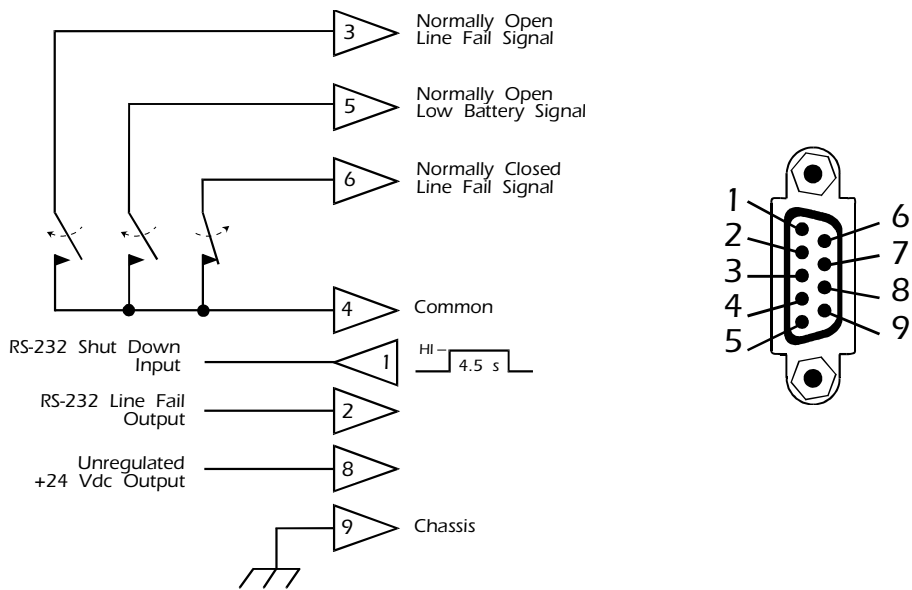 3
Normally Open
Line Fail Signal
5
Normally Open
Low Battery Signal
6
Normally Closed
Line Fail Signal
4
Common
RS-232 Shut Down
Input
1
HI
4.5 s
RS-232 Line Fail
Output
2
Unregulated
+24 Vdc Output
8
9
Chassis
1
2
3
4
5
6
7
8
9